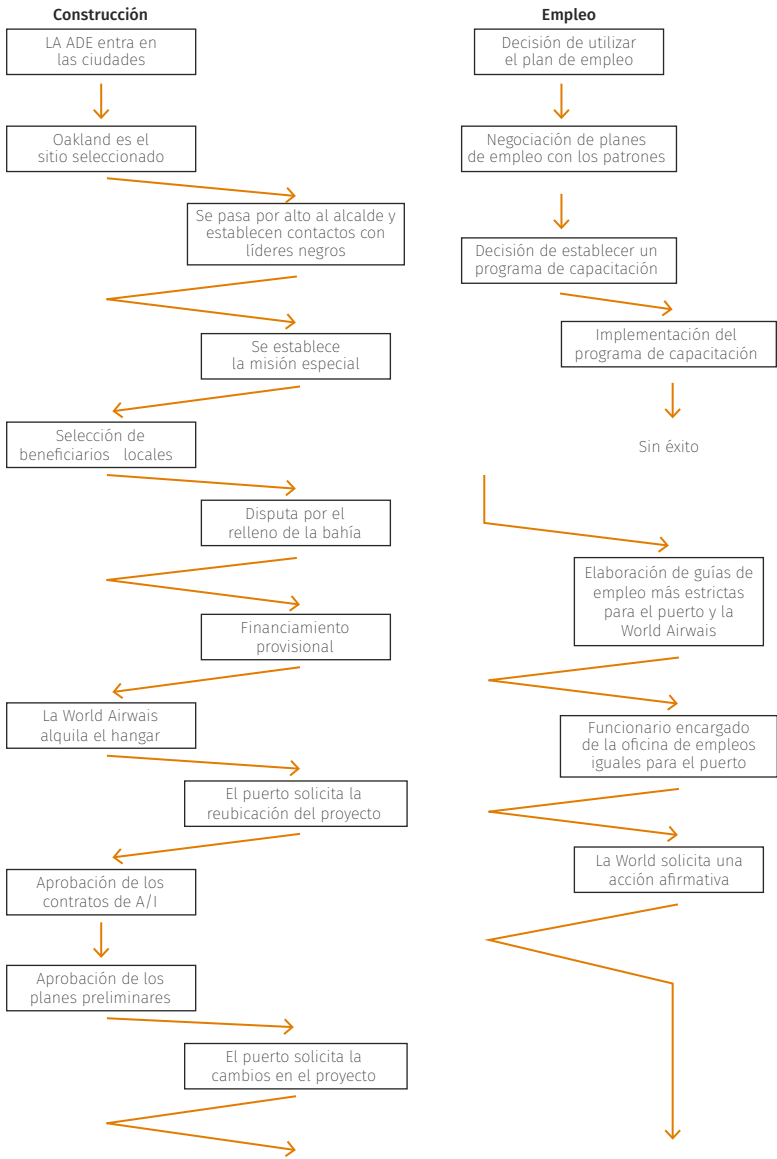 Construcción
LA ADE entra en
las ciudades
Oakland es el
sitio seleccionado
Se pasa por alto al alcalde y
establecen contactos con
líderes negros
Se establece
la misión especial
Selección de
beneficiarios locales
Disputa por el
relleno de la bahía
Financiamiento
provisional
La World Airwais
alquila el hangar
El puerto solicita la
reubicación del proyecto
Aprobación de los
contratos de A/I
Aprobación de los
planes preliminares
El puerto solicita la
cambios en el proyecto
Empleo
Decisión de utilizar
el plan de empleo
Negociación de planes
de empleo con los patrones
Decisión de establecer un
programa de capacitación
Implementación del
programa de capacitación
Sin éxito
Elaboración de guías de
empleo más estrictas
para el puerto y la
World Airwais
Funcionario encargado
de la oficina de empleos
iguales para el puerto
La World solicita una
acción afirmativa